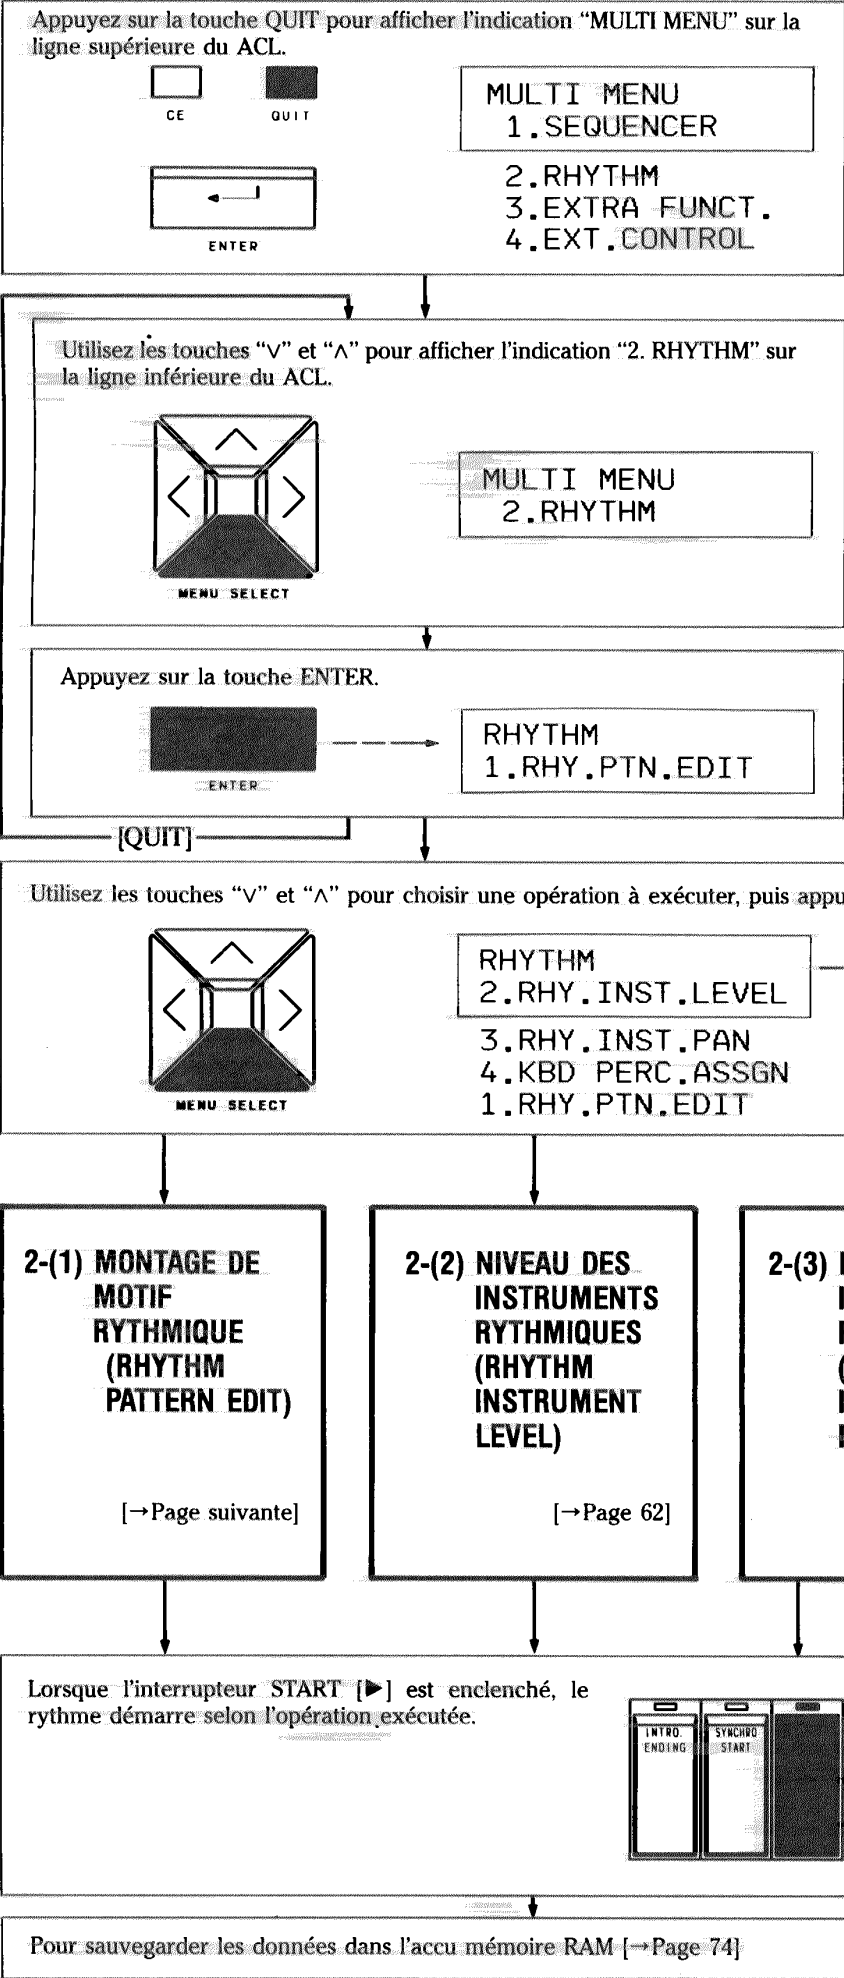 Appuyez sur la touche QUIT pour afficher l'indication “MULTI MENU” sur la
ligne supérieure du ACL.
CE
QUIT
ENTER
MULTI MENU
1.SEQUENCER
2.RHYTHM
3.EXTRA FUNCT.
4.EXT.CONTROL
Utilisez les touches “∨” et “∧” pour afficher l'indication “2. RHYTHM” sur
la ligne inférieure du ACL.
MENU SELECT
MULTI MENU
2.RHYTHM
Appuyez sur la touche ENTER.
ENTER
RHYTHM
1.RHY.PTN.EDIT
[QUIT]
Utilisez les touches “∨” et “∧” pour choisir une opération à exécuter, puis appu
MENU SELECT
RHYTHM
2.RHY.INST.LEVEL
3.RHY.INST.PAN
4.KBD PERC.ASSGN
1.RHY.PTN.EDIT
2-(1) MONTAGE DE
MOTIF
RYTHMIQUE
(RHYTHM
PATTERN EDIT)
[→Page suivante]
2-(2) NIVEAU DES
INSTRUMENTS
RYTHMIQUES
(RHYTHM
INSTRUMENT
LEVEL)
[→Page 62]
2-(3)
Lorsque l'interrupteur START [▶] est enclenché, le
rythme démarre selon l'opération exécutée.
INTRO.
ENDING
SYNCHRO
START
Pour sauvegarder les données dans l'accu mémoire RAM [→Page 74]